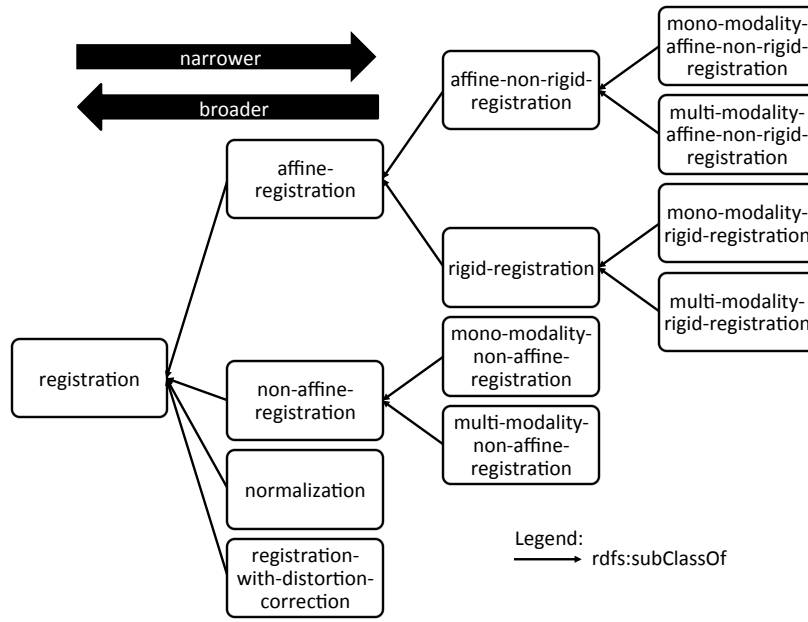 narrower
broader
registration
affine-
registration
non-affine-
registration
normalization
registration-
with-distortion-
correction
affine-non-rigid-
registration
rigid-registration
mono-modality-
non-affine-
registration
multi-modality-
non-affine-
registration
mono-modality-
affine-non-rigid-
registration
multi-modality-
affine-non-rigid-
registration
mono-modality-
rigid-registration
multi-modality-
rigid-registration
Legend:
rdfs:subClassOf